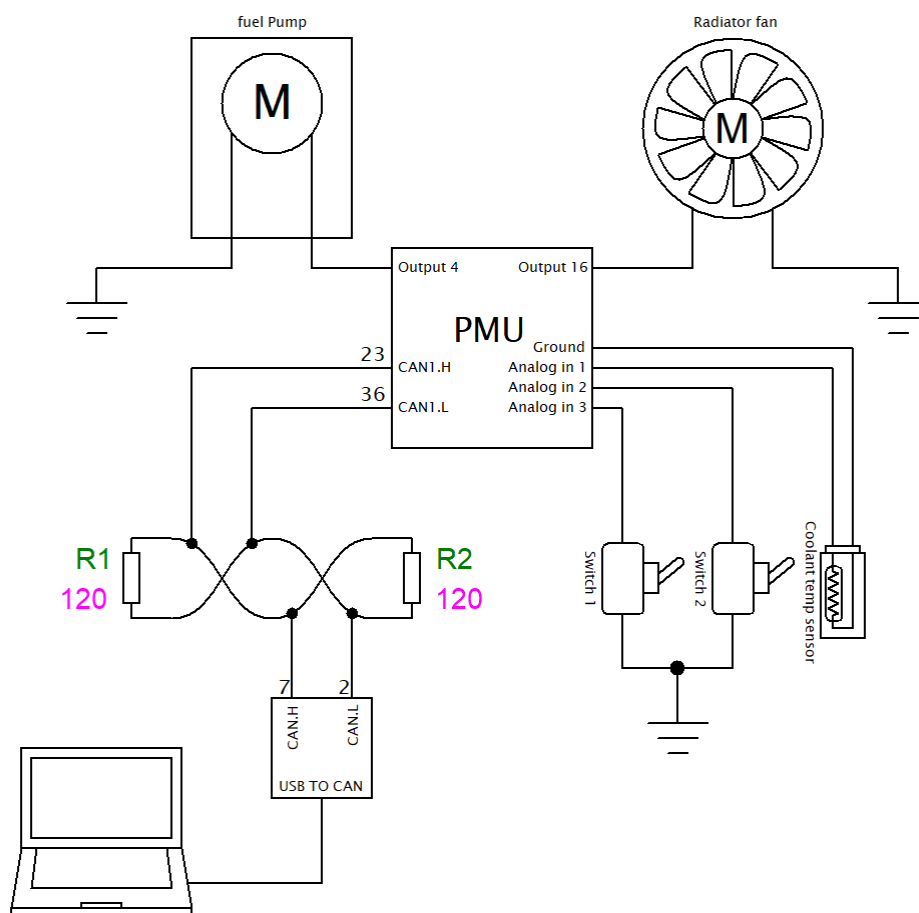 fuel Pump
Radiator fan
M
M
Output 4
Output 16
PMU
Ground
23
CAN1.H
Analog in 1
Analog in 2
36
CAN1.L
Analog in 3
R1
120
R2
120
Switch 1
Switch 2
Coolant temp sensor
7
2
CAN.H
CAN.L
USB TO CAN